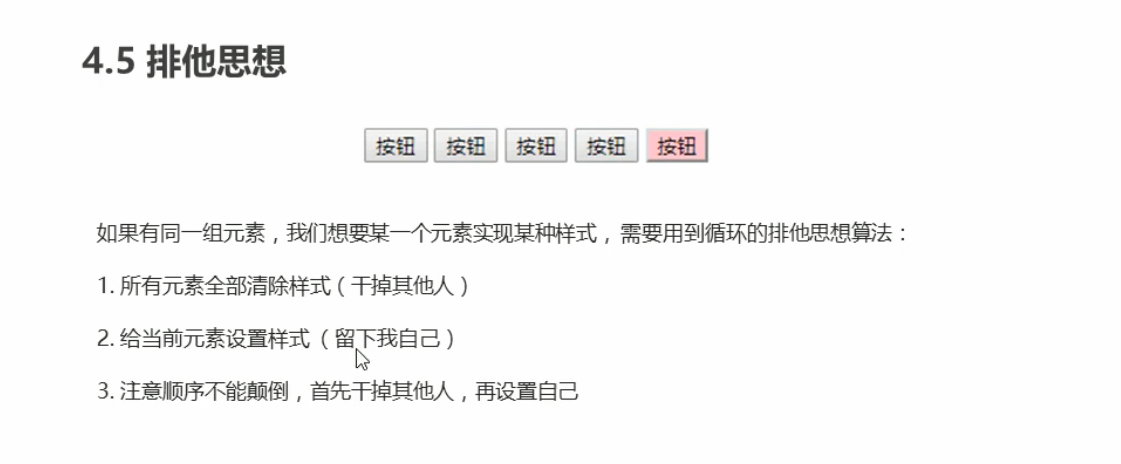 4.5 排他思想
按钮 按钮 按钮 按钮 按钮
如果有同一组元素，我们想要某一个元素实现某种样式，需要用到循环的排他思想算法：
1. 所有元素全部清除样式（干掉其他人）
2. 给当前元素设置样式（留下我自己）
3. 注意顺序不能颠倒，首先干掉其他人，再设置自己